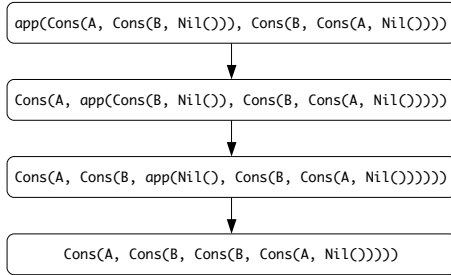 app(Cons(A, Cons(B, Nil())), Cons(B, Cons(A, Nil())))
Cons(A, app(Cons(B, Nil()), Cons(B, Cons(A, Nil()))))
Cons(A, Cons(B, app(Nil(), Cons(B, Cons(A, Nil())))))
Cons(A, Cons(B, Cons(B, Cons(A, Nil()))))